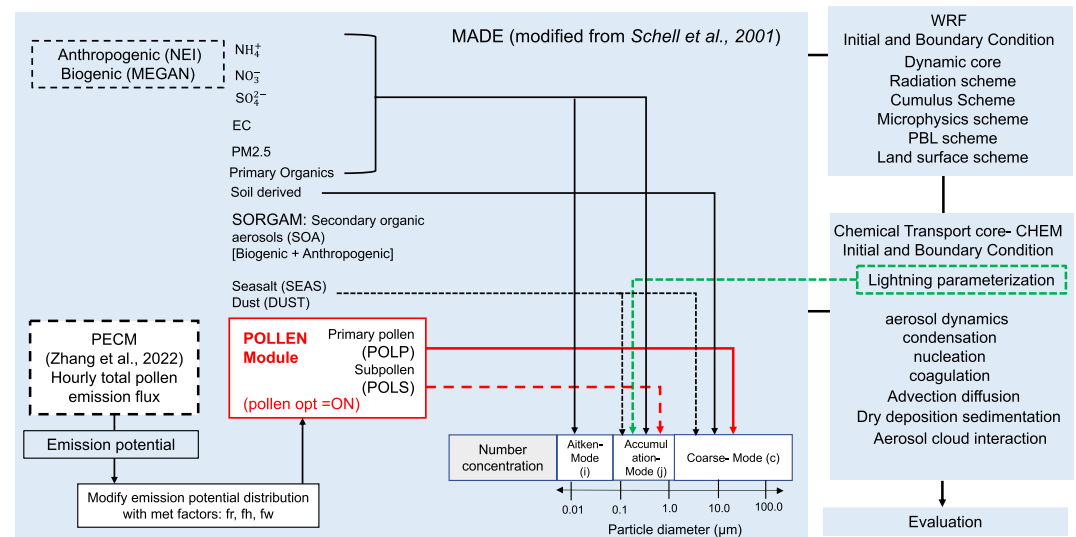 MADE (modified from Schell et al., 2001)
Anthropogenic (NEI)
Biogenic (MEGAN)
NH₄⁺
NO₃⁻
SO₄²⁻
EC
PM2.5
Primary Organics
Soil derived
SORGAM: Secondary organic
aerosols (SOA)
[Biogenic + Anthropogenic]
Seasalt (SEAS)
Dust (DUST)
PECM
(Zhang et al., 2022)
Hourly total pollen
emission flux
Emission potential
Modify emission potential distribution
with met factors: fr, fh, fw
POLLEN
Module
(pollen opt =ON)
Primary pollen
(POLP)
Subpollen
(POLS)
Number
concentration
Aitken-
Mode
(i)
Accumul
ation-
Mode (j)
Coarse- Mode (c)
0.01 0.1 1.0 10.0 100.0
Particle diameter (µm)
WRF
Initial and Boundary Condition
Dynamic core
Radiation scheme
Cumulus Scheme
Microphysics scheme
PBL scheme
Land surface scheme
Chemical Transport core- CHEM
Initial and Boundary Condition
Lightning parameterization
aerosol dynamics
condensation
nucleation
coagulation
Advection diffusion
Dry deposition sedimentation
Aerosol cloud interaction
Evaluation